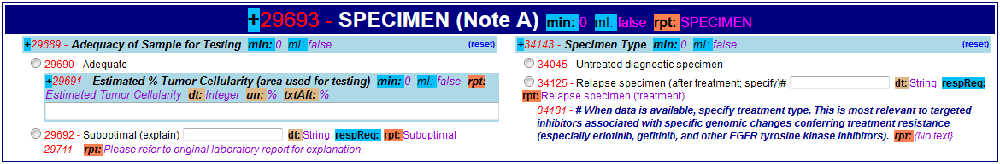 +29693 - SPECIMEN (Note A) min: 0 ml: false rpt: SPECIMEN
+29689 - Adequacy of Sample for Testing min: 0 ml: false (reset)
29690 - Adequate
+29691 - Estimated % Tumor Cellularity (area used for testing) min: 0 ml: false rpt:
Estimated Tumor Cellularity dt: Integer un: % txtAft: %
29692 - Suboptimal (explain) dt: String respReq: rpt: Suboptimal
29711 - rpt: Please refer to original laboratory report for explanation.
+34143 - Specimen Type min: 0 ml: false (reset)
34045 - Untreated diagnostic specimen
34125 - Relapse specimen (after treatment; specify)# dt: String respReq:
rpt: Relapse specimen (treatment)
34131 - # When data is available, specify treatment type. This is most relevant to targeted
inhibitors associated with specific genomic changes conferring treatment resistance
(especially erlotinib, gefitinib, and other EGFR tyrosine kinase inhibitors). rpt: {No text}